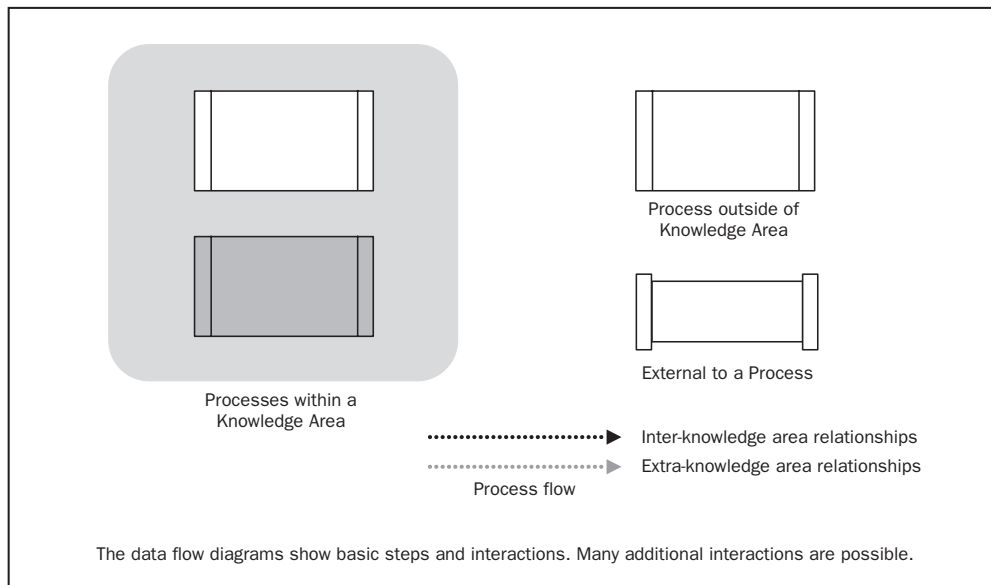 Process outside of
Knowledge Area
External to a Process
Processes within a
Knowledge Area
Inter-knowledge area relationships
Extra-knowledge area relationships
Process flow
The data flow diagrams show basic steps and interactions. Many additional interactions are possible.